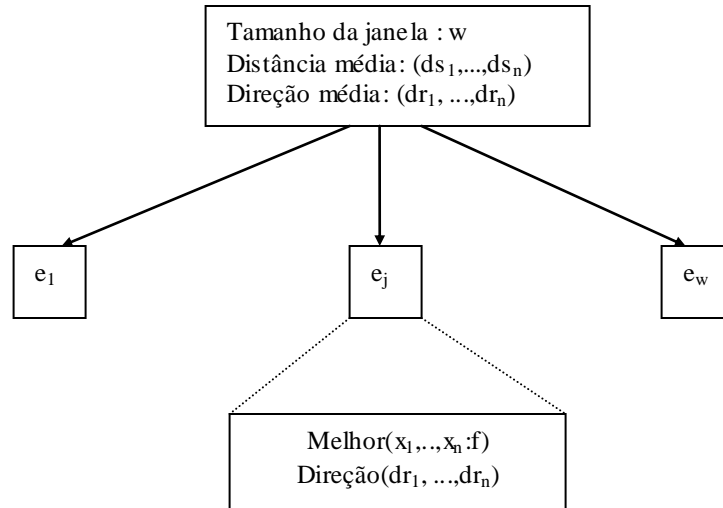 Tamanho da janela : w
Distância média: (ds₁,...,dsₙ)
Direção média: (dr₁, ...,drₙ)
e₁
eⱼ
e_w
Melhor(x₁,..,xₙ:f)
Direção(dr₁, ...,drₙ)